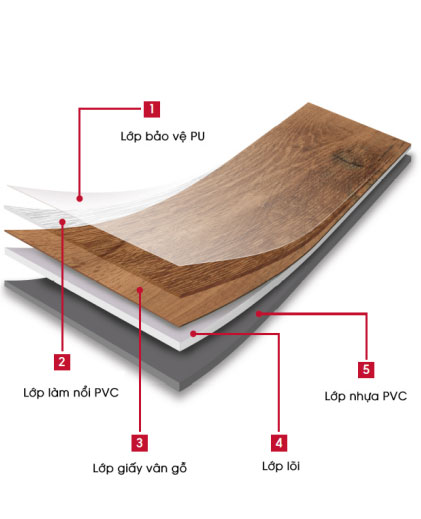 1
Lớp bảo vệ PU
2
Lớp làm nổi PVC
3
Lớp giấy vân gỗ
4
Lớp lõi
5
Lớp nhựa PVC